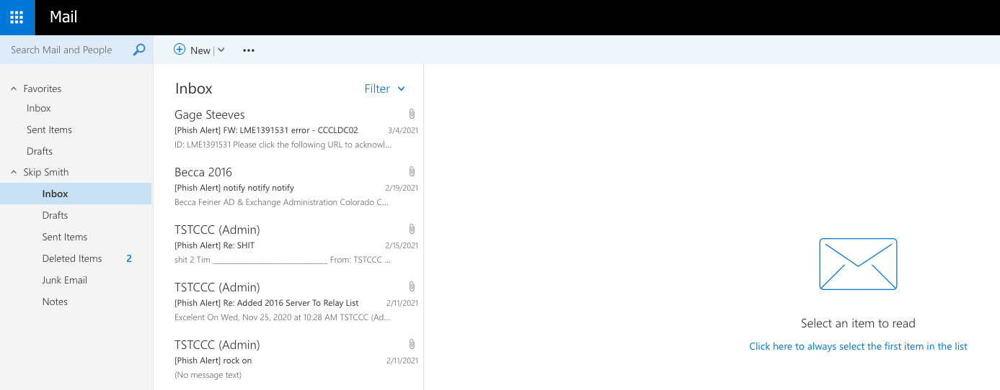 Mail
Search Mail and People
New
Favorites
Inbox
Sent Items
Drafts
Skip Smith
Inbox
Drafts
Sent Items
Deleted Items 2
Junk Email
Notes
Inbox Filter
Gage Steeves
[Phish Alert] FW: LME1391531 error - CCCLDC02. 3/4/2021
ID: LME1391531 Please click the following URL to acknowl...
Becca 2016
[Phish Alert] notify notify notify 2/19/2021
Becca Feiner AD & Exchange Administration Colorado C...
TSTCCC (Admin)
[Phish Alert] Re: SHIT 2/15/2021
shit 2 Tim ________________________________ From: TSTCCC ...
TSTCCC (Admin)
[Phish Alert] Re: Added 2016 Server To Relay List 2/11/2021
Excelent On Wed, Nov 25, 2020 at 10:28 AM TSTCCC (Ad...
TSTCCC (Admin)
[Phish Alert] rock on 2/11/2021
(No message text)
Select an item to read
Click here to always select the first item in the list